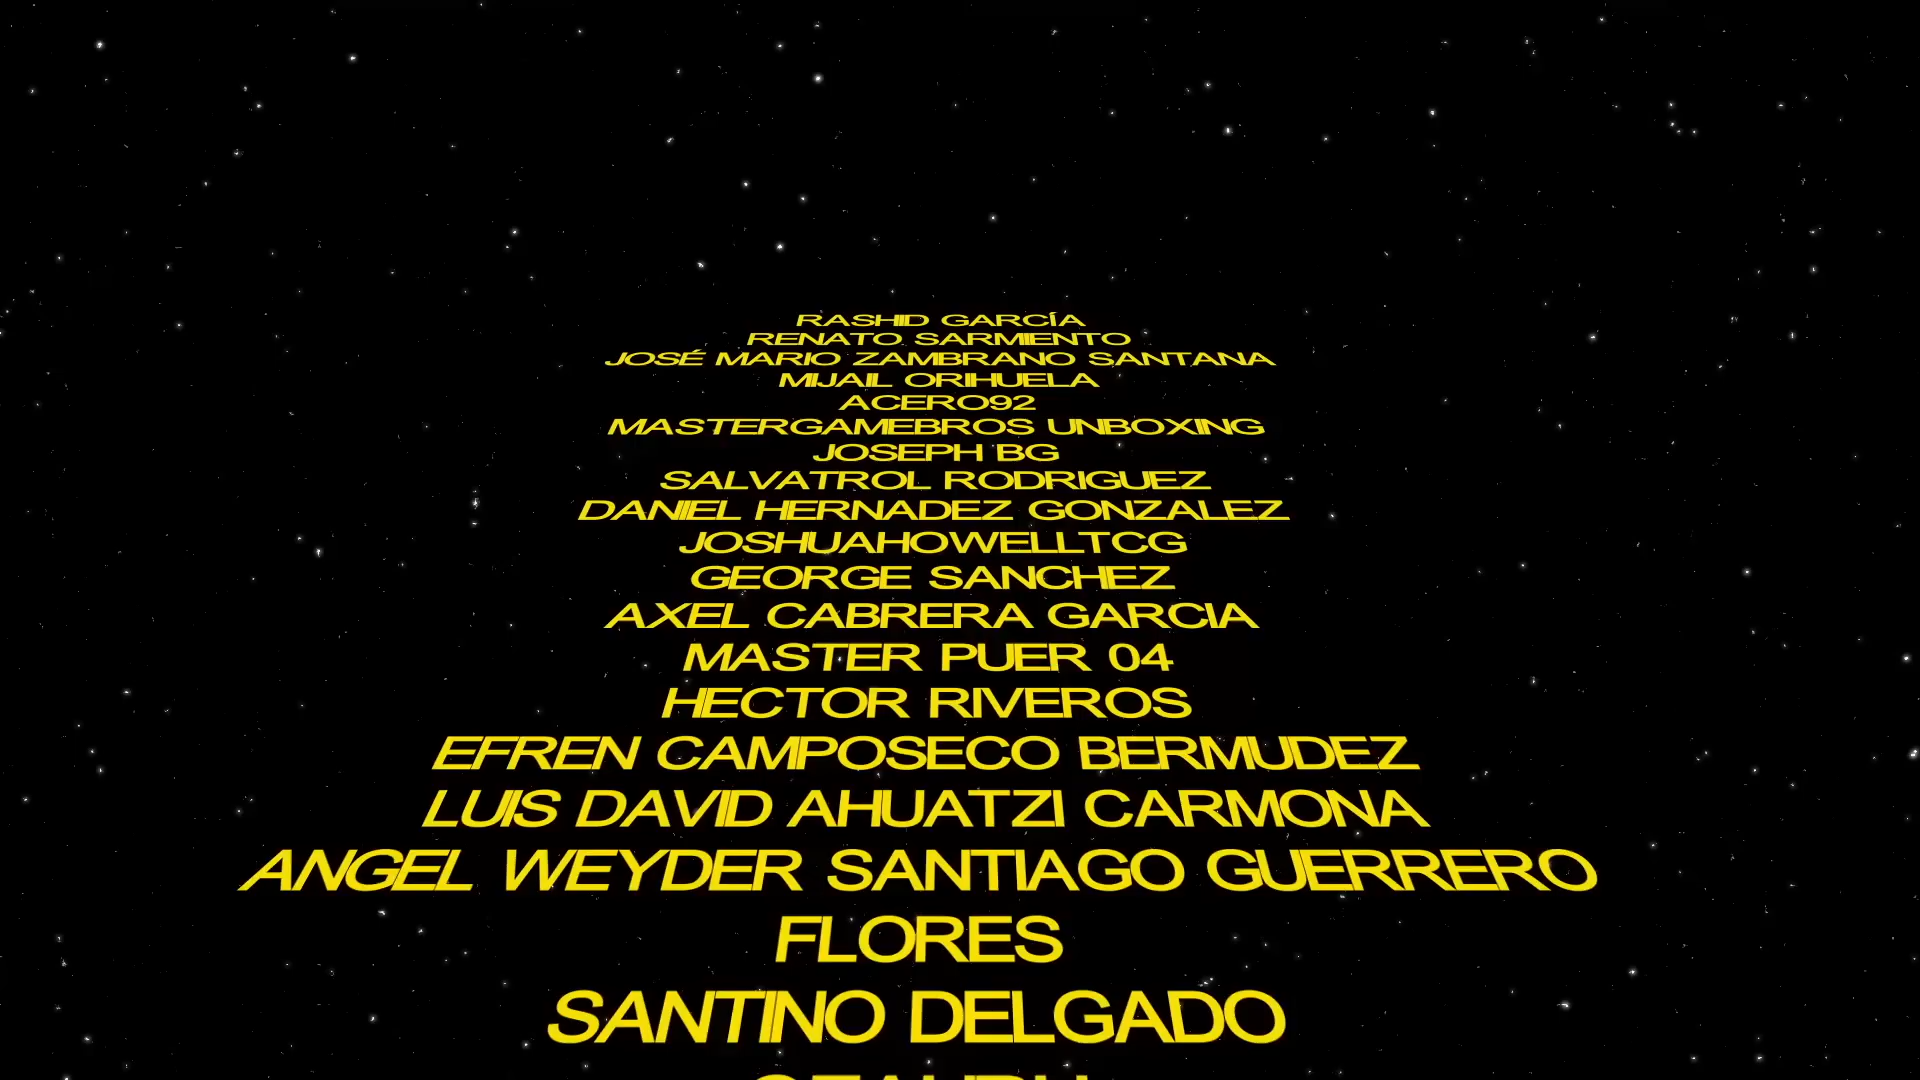 RASHID GARCÍA
RENATO SARMIENTO
JOSÉ MARIO ZAMBRANO SANTANA
MIJAIL ORIHUELA
ACERO92
MASTERGAMEBROS UNBOXING
JOSEPH BG
SALVATROL RODRIGUEZ
DANIEL HERNADEZ GONZALEZ
JOSHUAHOWELLTCG
GEORGE SANCHEZ
AXEL CABRERA GARCIA
MASTER PUER 04
HECTOR RIVEROS
EFREN CAMPOSECO BERMUDEZ
LUIS DAVID AHUATZI CARMONA
ANGEL WEYDER SANTIAGO GUERRERO
FLORES
SANTINO DELGADO